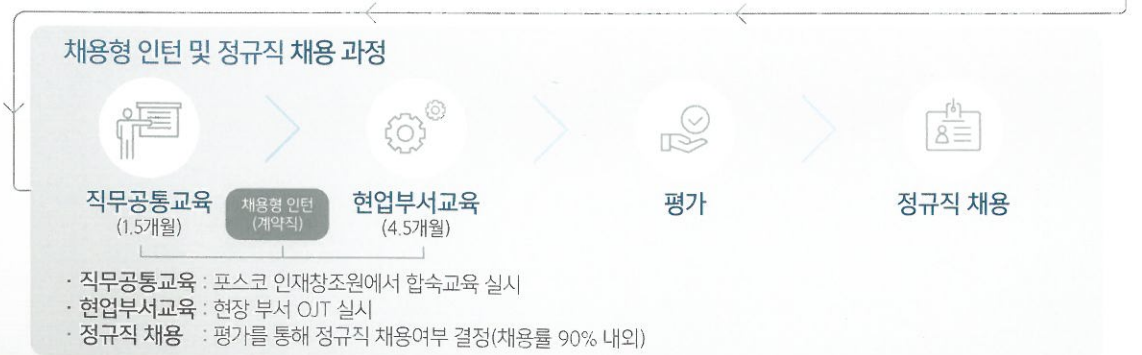 채용형 인턴 및 정규직 채용 과정
직무공통교육
(1.5개월)
채용형 인턴
(계약직)
현업부서교육
(4.5개월)
평가
정규직 채용
· 직무공통교육 : 포스코 인재창조원에서 합숙교육 실시
· 현업부서교육 : 현장 부서 OJT 실시
· 정규직 채용 : 평가를 통해 정규직 채용여부 결정(채용률 90% 내외)